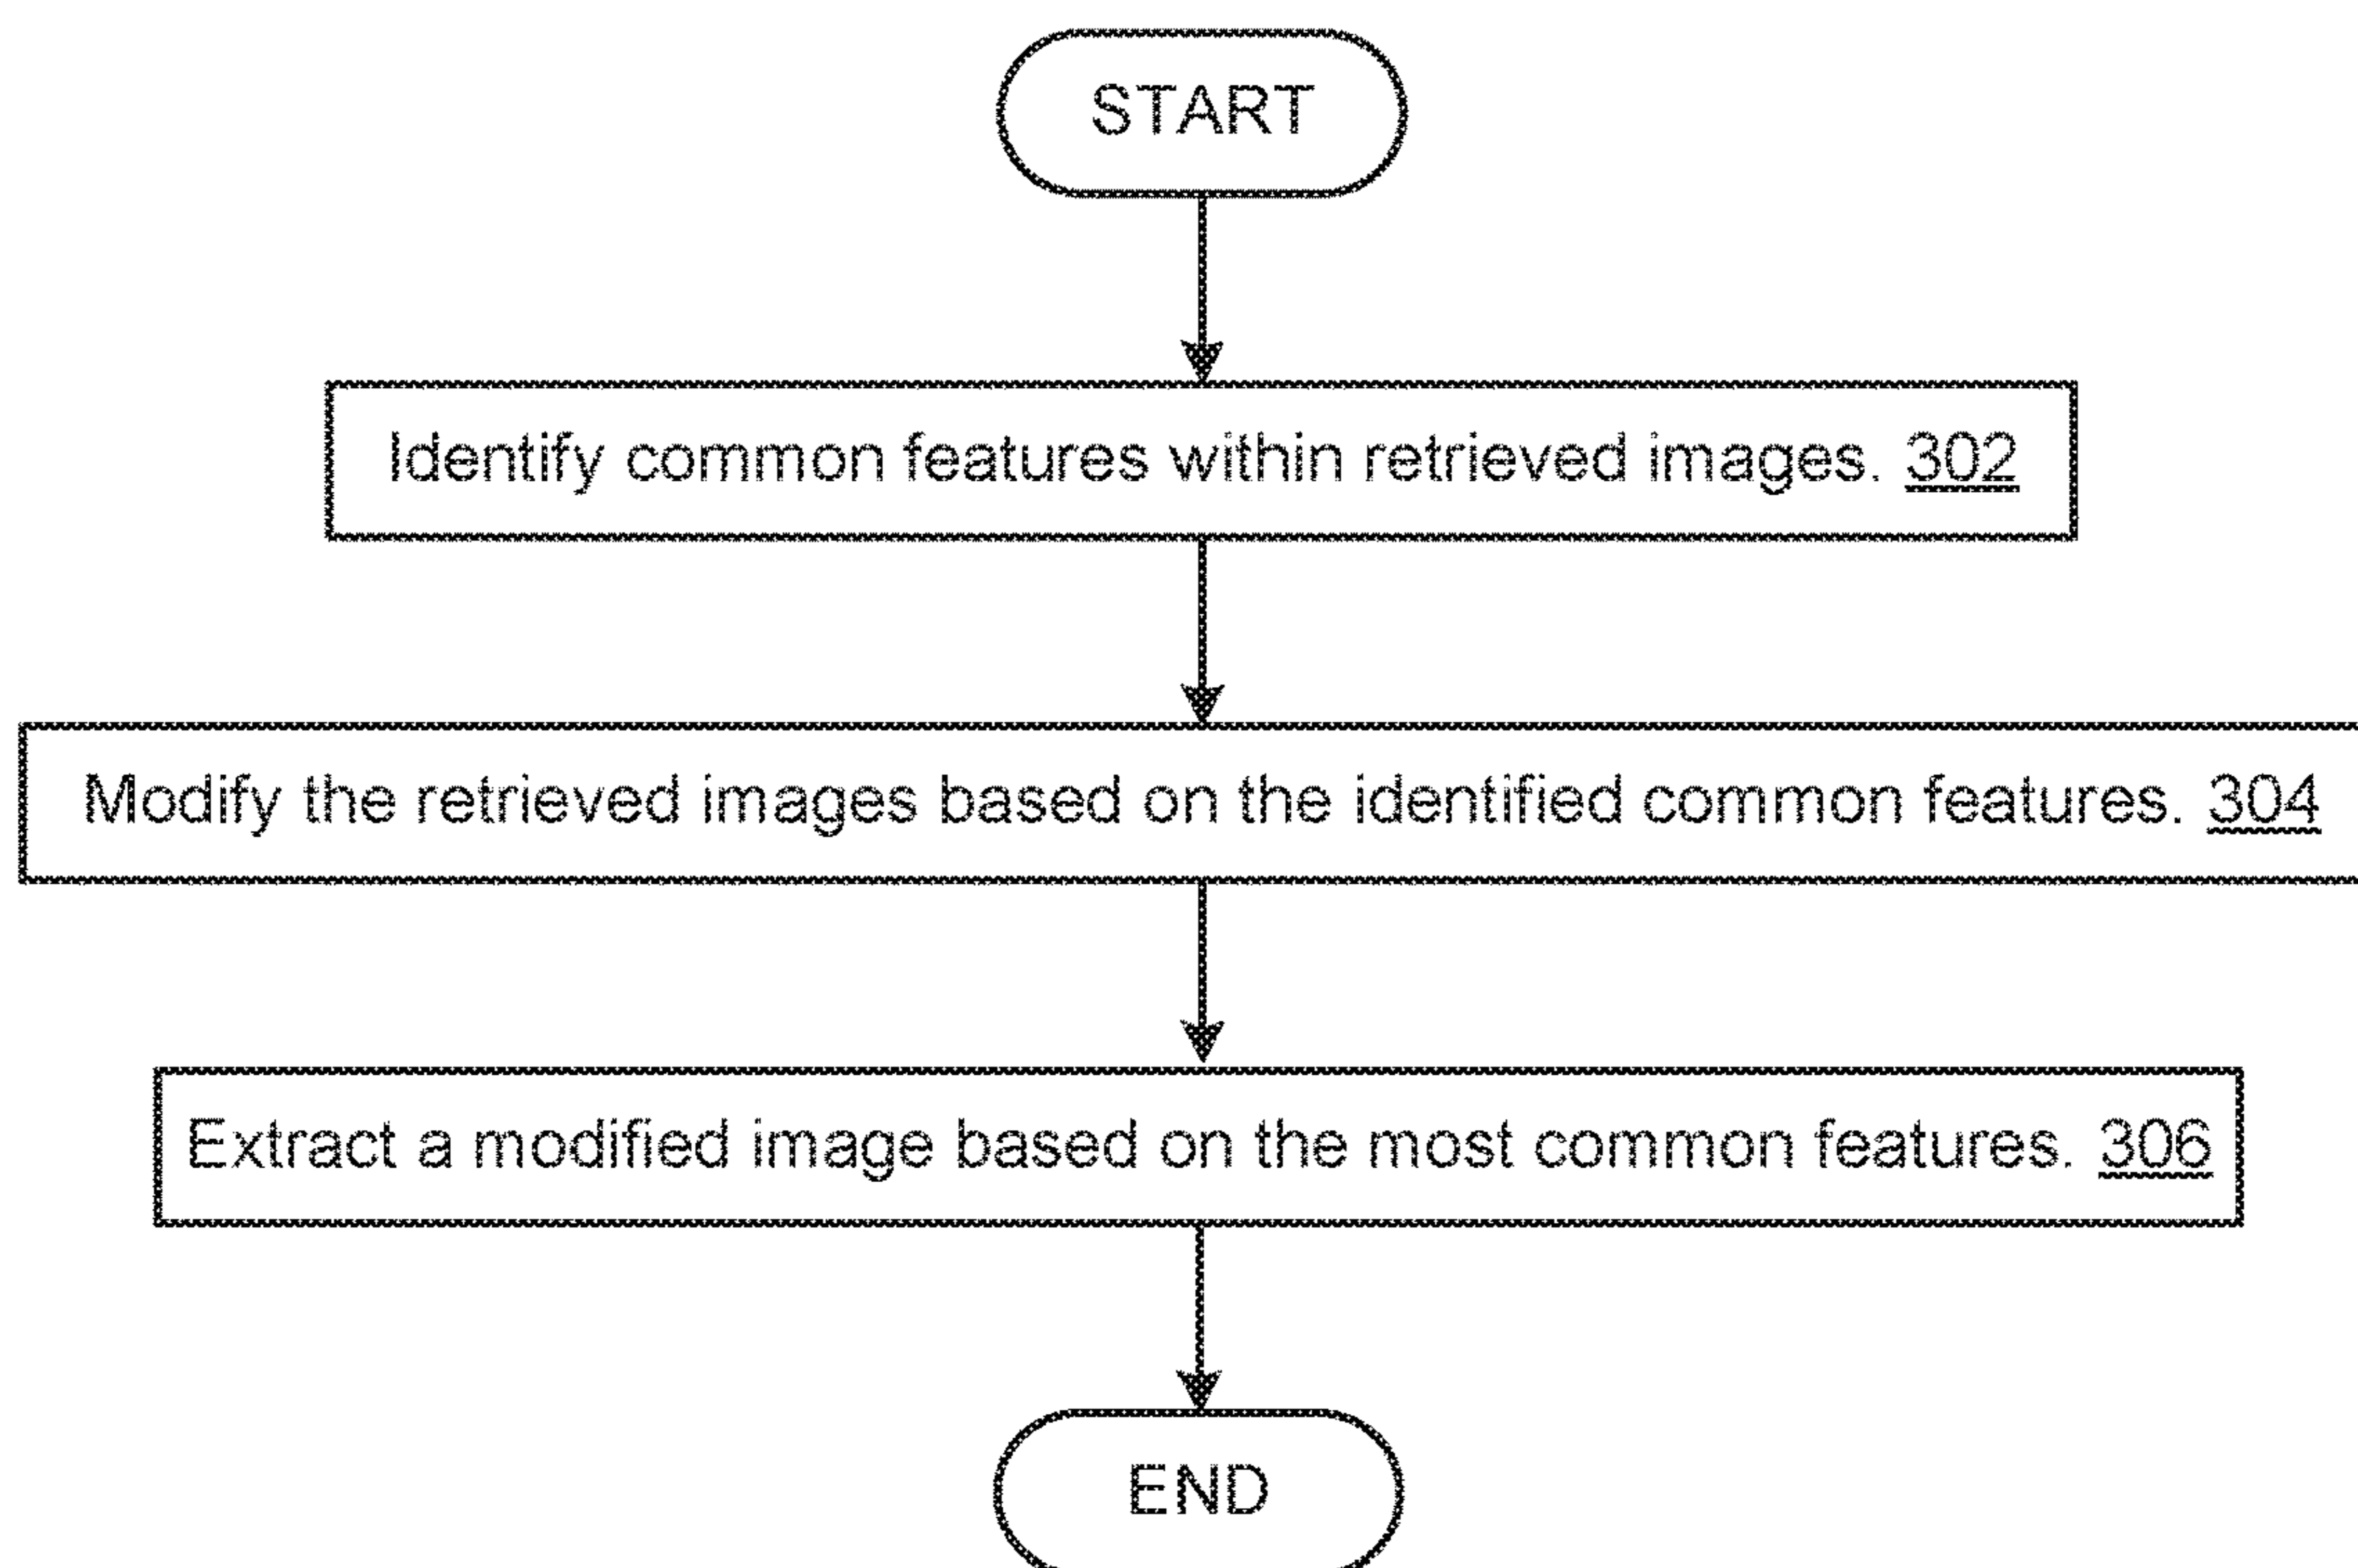 START
Identify common features within retrieved images. 302
Modify the retrieved images based on the identified common features. 304
Extract a modified image based on the most common features. 306
END